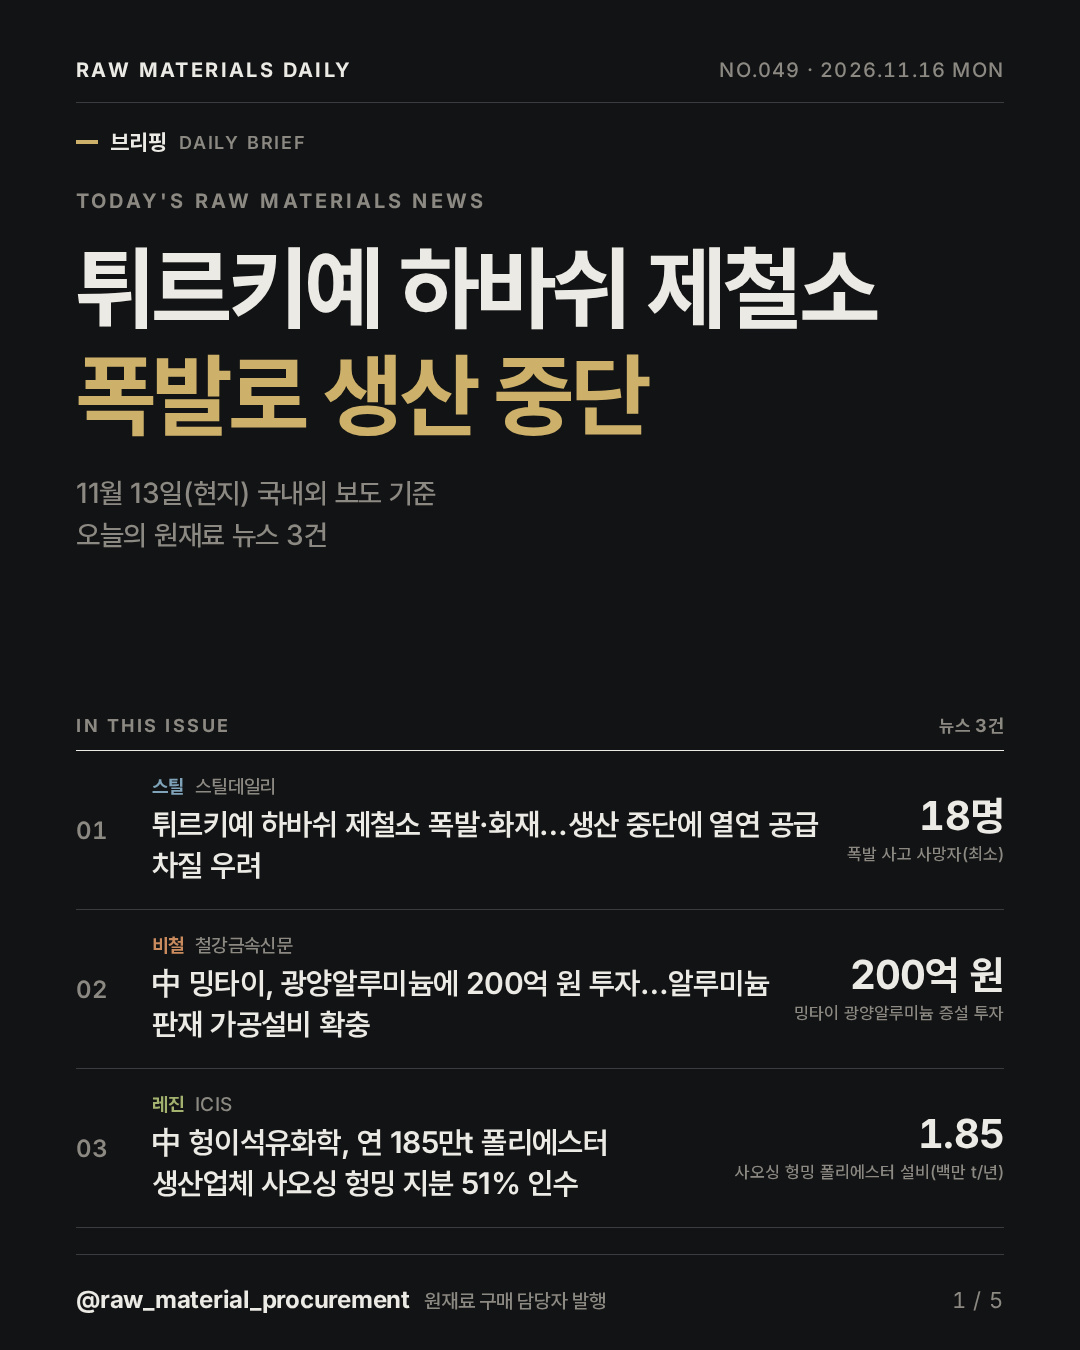 RAW MATERIALS DAILY
NO.049 · 2026.11.16 MON
브리핑 DAILY BRIEF
TODAY'S RAW MATERIALS NEWS
튀르키예 하바쉬 제철소
폭발로 생산 중단
11월 13일(현지) 국내외 보도 기준
오늘의 원재료 뉴스 3건
IN THIS ISSUE
뉴스 3건
01
스틸 스틸데일리
튀르키예 하바쉬 제철소 폭발·화재…생산 중단에 열연 공급
차질 우려
18명
폭발 사고 사망자(최소)
02
비철 철강금속신문
中 밍타이, 광양알루미늄에 200억 원 투자…알루미늄
판재 가공설비 확충
200억 원
밍타이 광양알루미늄 증설 투자
03
레진 ICIS
中 헝이석유화학, 연 185만t 폴리에스터
생산업체 사오싱 헝밍 지분 51% 인수
1.85
사오싱 헝밍 폴리에스터 설비(백만 t/년)
@raw_material_procurement 원재료 구매 담당자 발행
1 / 5